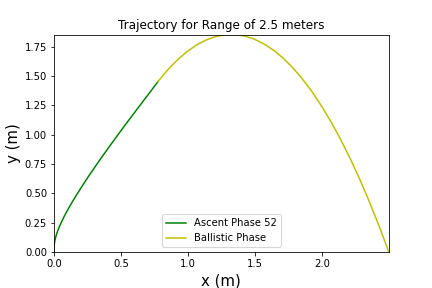 Trajectory for Range of 2.5 meters
1.75
1.50
1.25
1.00
0.75
0.50
0.25
0.00
y (m)
Ascent Phase 52
Ballistic Phase
0.0 0.5 1.0 1.5 2.0
x (m)